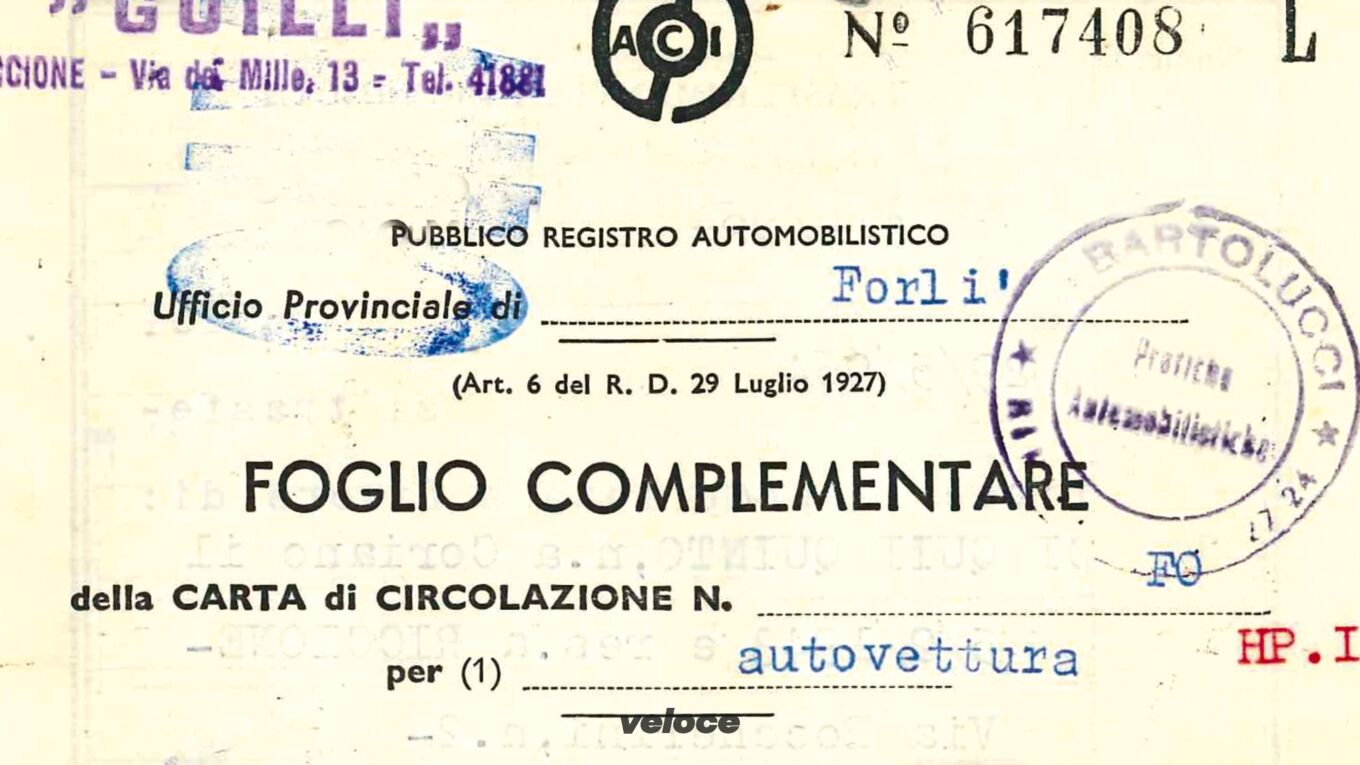 "GUILLI"
CCIONE - Via dei Mille, 13 - Tel. 41881
ACI
Nº 617408
L
PUBBLICO REGISTRO AUTOMOBILISTICO
Ufficio Provinciale di Forli'
(Art. 6 del R. D. 29 Luglio 1927)
BARTOLUCCI
Pratiche
Automobilistiche
FOGLIO COMPLEMENTARE
della CARTA di CIRCOLAZIONE N. FO
per (1) autovettura
HP.I
veloce